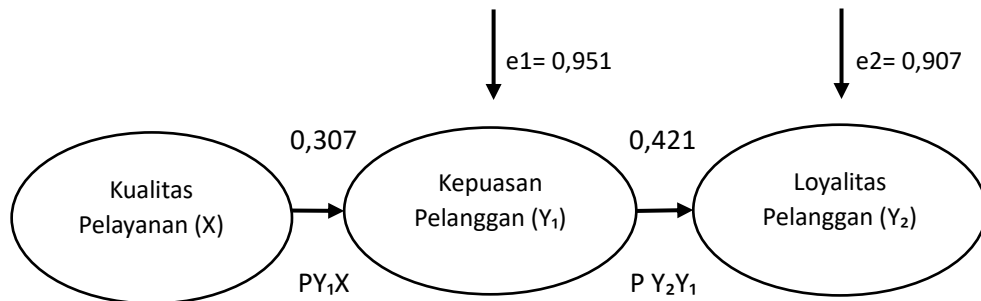 e1= 0,951
e2= 0,907
0,307
0,421
Kualitas
Pelayanan (X)
Kepuasan
Pelanggan (Y₁)
Loyalitas
Pelanggan (Y₂)
PY₁X
P Y₂Y₁